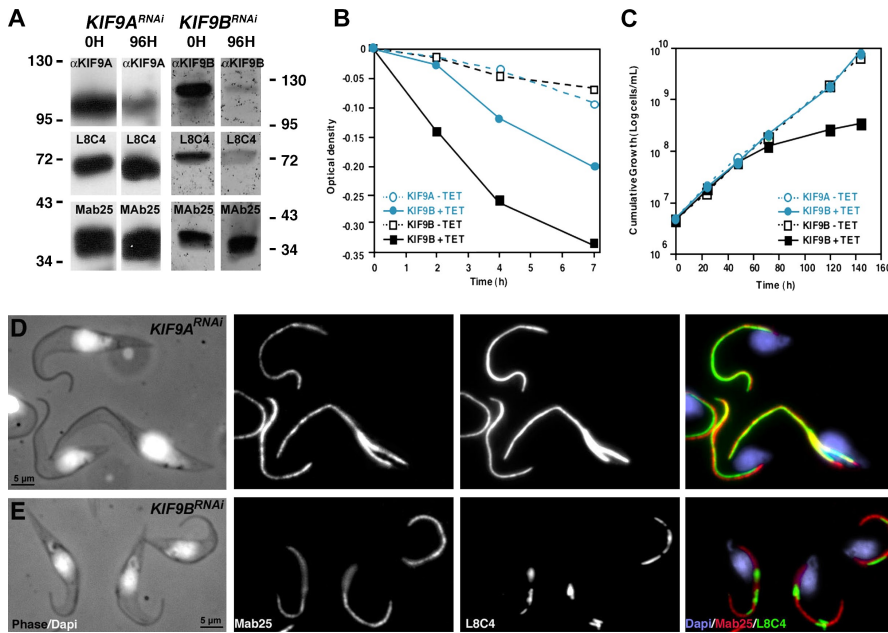 A
KIF9A RNAi KIF9B RNAi
0H 96H 0H 96H
130
αKIF9A αKIF9A αKIF9B αKIF9B
130
95
95
L8C4 L8C4 L8C4 L8C4
72
72
43
43
Mab25 MAb25 MAb25 MAb25
34
34
B
0
-0.05
-0.10
-0.15
-0.20
-0.25
-0.30
-0.35
Optical density
KIF9A - TET
KIF9B + TET
KIF9B - TET
KIF9B + TET
0 1 2 3 4 5 6 7
Time (h)
C
10 10
10 9
10 8
10 7
10 6
Cumulative Growth (Log cells/mL)
KIF9A - TET
KIF9B + TET
KIF9B - TET
KIF9B + TET
0 20 40 60 80 100 120 140 160
Time (h)
D
KIF9A RNAi
5 µm
E
KIF9B RNAi
Phase/Dapi
5 µm
Mab25
L8C4
Dapi/Mab25/L8C4